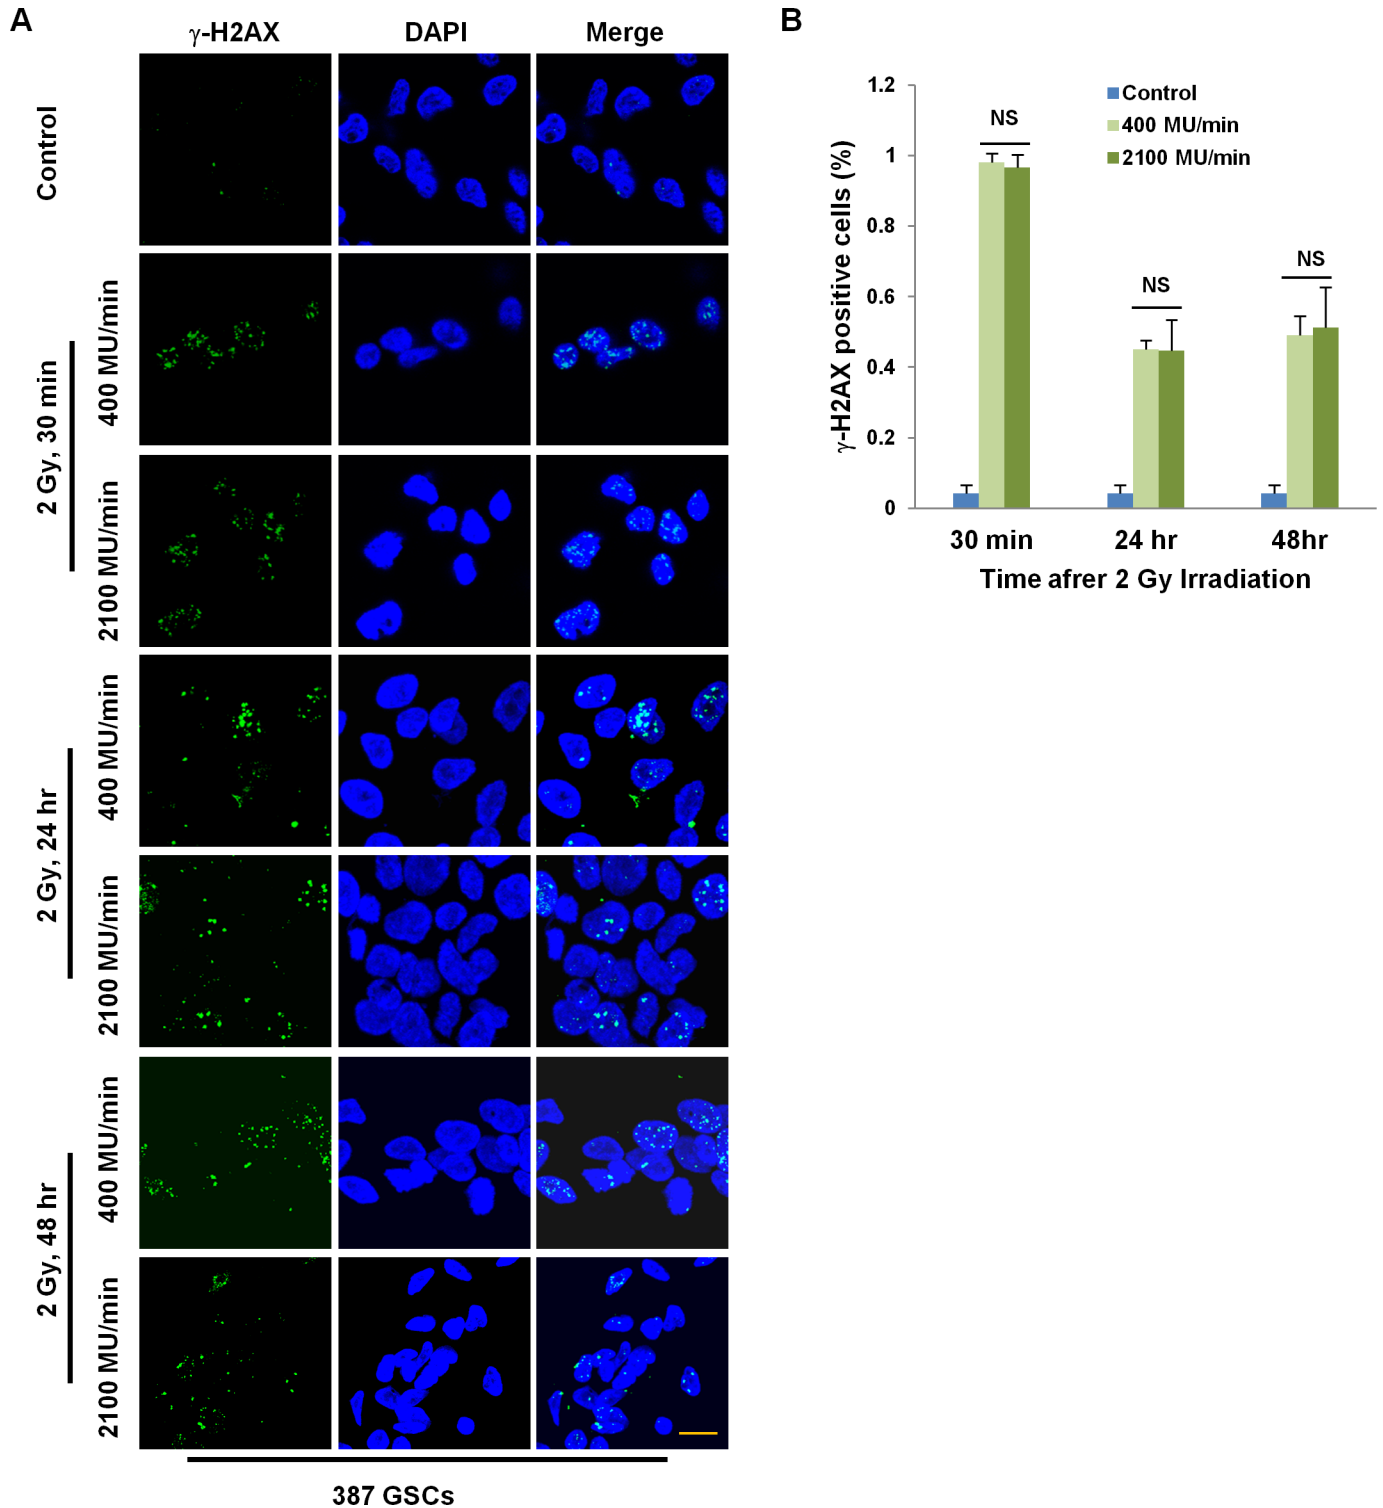 A
γ-H2AX DAPI Merge
Control
2 Gy, 30 min
400 MU/min
2100 MU/min
2 Gy, 24 hr
400 MU/min
2100 MU/min
2 Gy, 48 hr
400 MU/min
2100 MU/min
387 GSCs
B
γ-H2AX positive cells (%)
1.2
1
0.8
0.6
0.4
0.2
0
Control
400 MU/min
2100 MU/min
NS
NS
NS
30 min 24 hr 48hr
Time afrer 2 Gy Irradiation